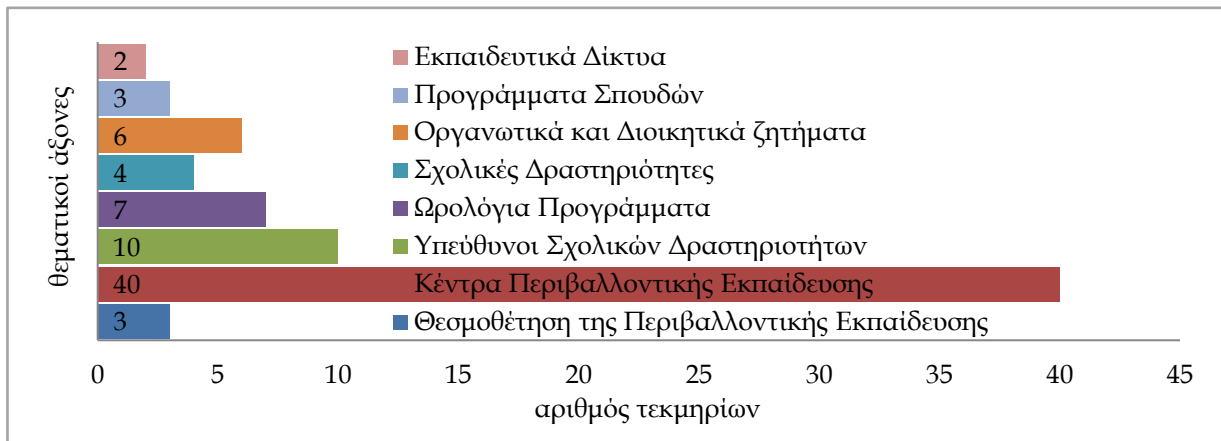 θεματικοί άξονες
2 Εκπαιδευτικά Δίκτυα
3 Προγράμματα Σπουδών
6 Οργανωτικά και Διοικητικά ζητήματα
4 Σχολικές Δραστηριότητες
7 Ωρολόγια Προγράμματα
10 Υπεύθυνοι Σχολικών Δραστηριοτήτων
40 Κέντρα Περιβαλλοντικής Εκπαίδευσης
3 Θεσμοθέτηση της Περιβαλλοντικής Εκπαίδευσης
0 5 10 15 20 25 30 35 40 45
αριθμός τεκμηρίων